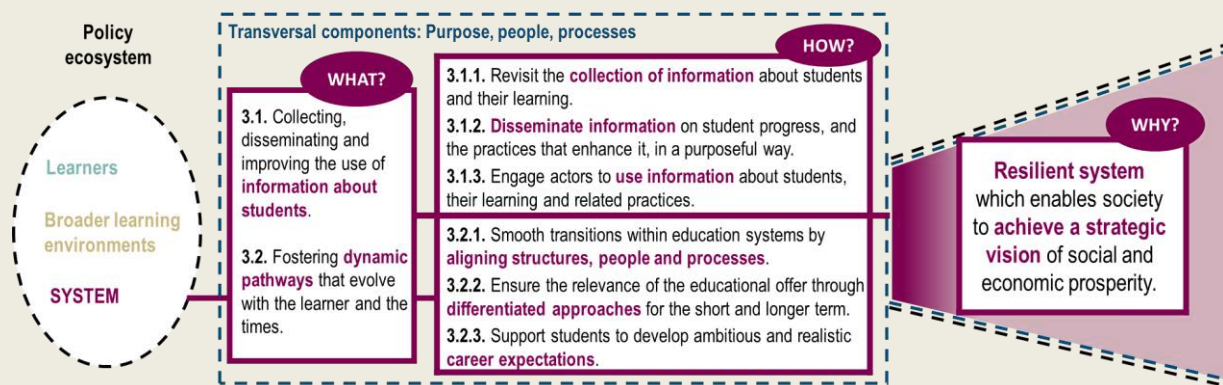 Policy
ecosystem
Learners
Broader learning
environments
SYSTEM
Transversal components: Purpose, people, processes
WHAT?
3.1. Collecting,
disseminating and
improving the use of
information about
students.
3.2. Fostering dynamic
pathways that evolve
with the learner and the
times.
HOW?
3.1.1. Revisit the collection of information about students
and their learning.
3.1.2. Disseminate information on student progress, and
the practices that enhance it, in a purposeful way.
3.1.3. Engage actors to use information about students,
their learning and related practices.
3.2.1. Smooth transitions within education systems by
aligning structures, people and processes.
3.2.2. Ensure the relevance of the educational offer through
differentiated approaches for the short and longer term.
3.2.3. Support students to develop ambitious and realistic
career expectations.
WHY?
Resilient system
which enables society
to achieve a strategic
vision of social and
economic prosperity.